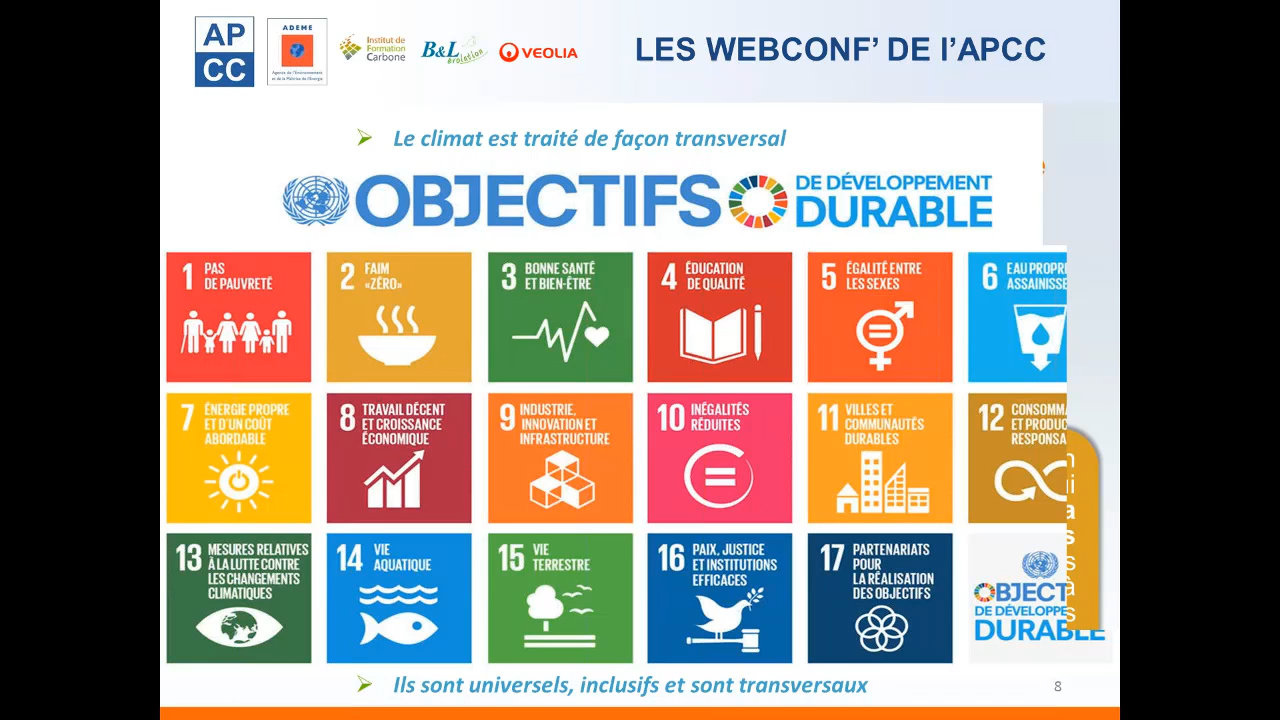 AP
CC
ADEME
Agence de l'Environnement
et de la Maîtrise de l'Energie
Institut de
Formation
Carbone
B&L
évolution
VEOLIA
LES WEBCONF’ DE l’APCC
Le climat est traité de façon transversal
OBJECTIFS
DE DÉVELOPPEMENT
DURABLE
1 PAS
DE PAUVRETÉ
2 FAIM
«ZÉRO»
3 BONNE SANTÉ
ET BIEN-ÊTRE
4 ÉDUCATION
DE QUALITÉ
5 ÉGALITÉ ENTRE
LES SEXES
6 EAU PROPR
ASSAINISSE
7 ÉNERGIE PROPRE
ET D'UN COÛT
ABORDABLE
8 TRAVAIL DÉCENT
ET CROISSANCE
ÉCONOMIQUE
9 INDUSTRIE,
INNOVATION ET
INFRASTRUCTURE
10 INÉGALITÉS
RÉDUITES
11 VILLES ET
COMMUNAUTÉS
DURABLES
12 CONSOMM
ET PRODUC
RESPONSA
13 MESURES RELATIVES
À LA LUTTE CONTRE
LES CHANGEMENTS
CLIMATIQUES
14 VIE
AQUATIQUE
15 VIE
TERRESTRE
16 PAIX, JUSTICE
ET INSTITUTIONS
EFFICACES
17 PARTENARIATS
POUR
LA RÉALISATION
DES OBJECTIFS
OBJECT
DE DÉVELOPPE
DURABLE
Ils sont universels, inclusifs et sont transversaux
8